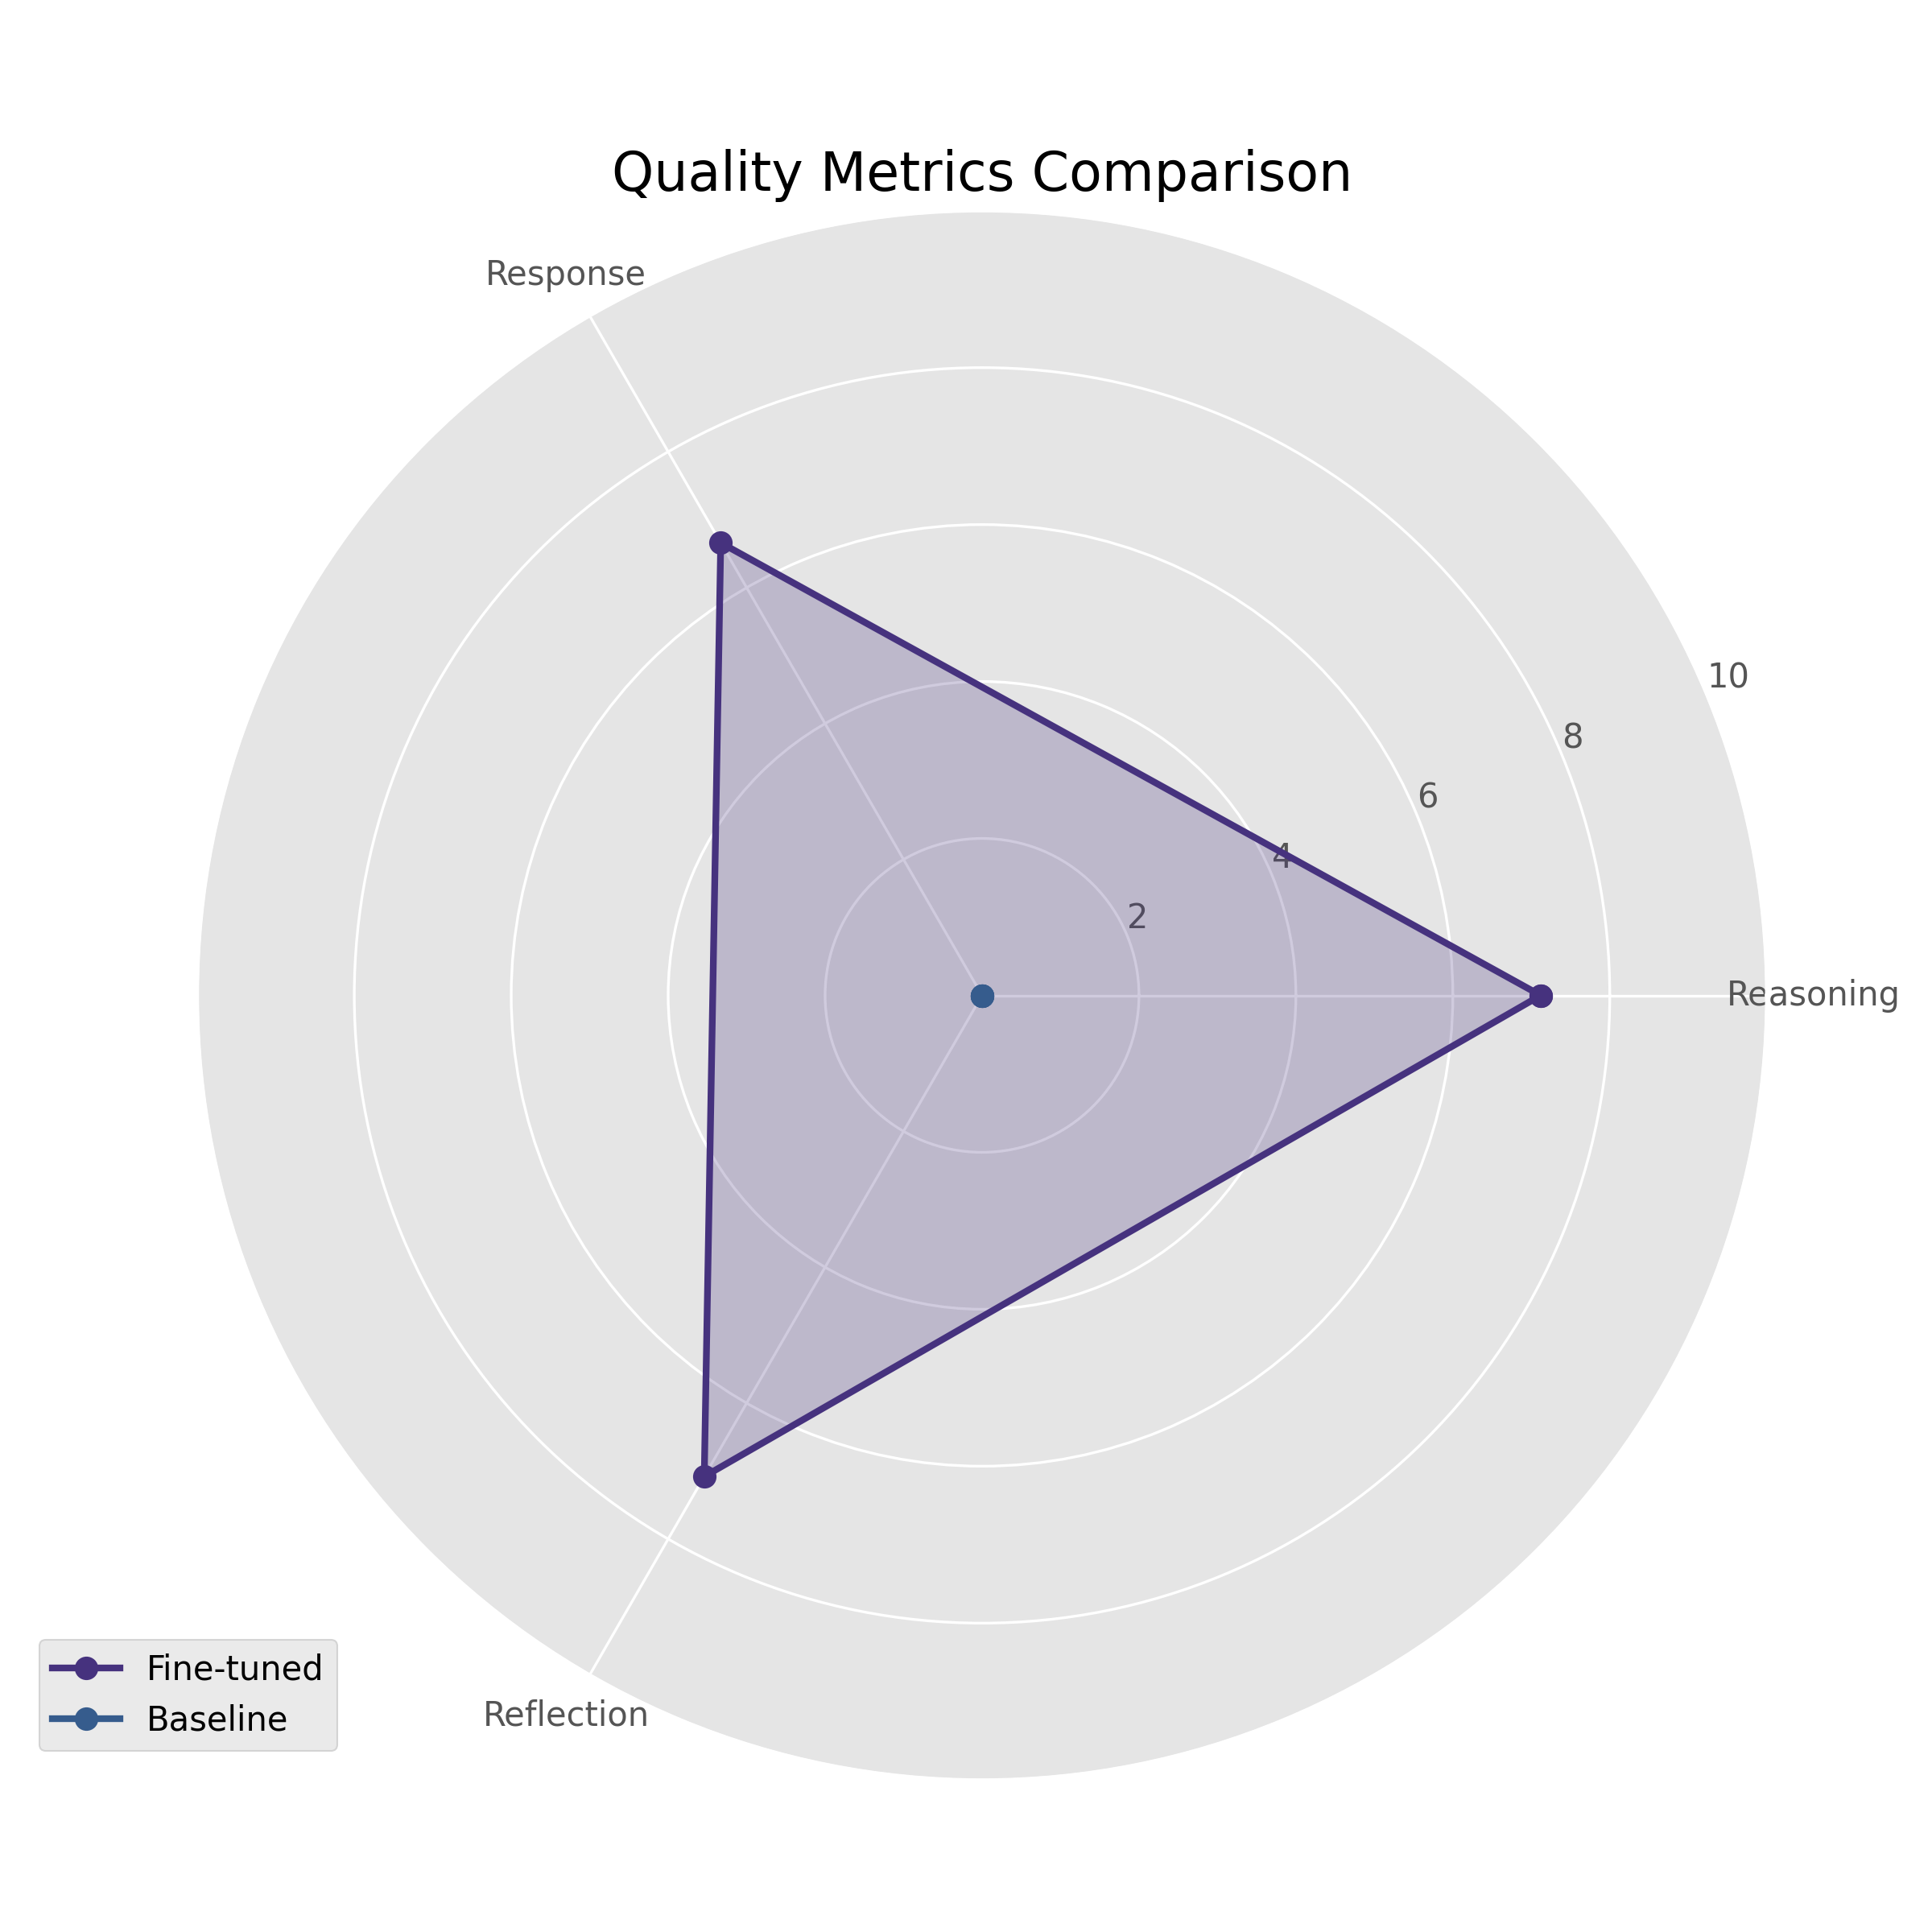 Quality Metrics Comparison
Response
10
8
6
4
2
Reasoning
Fine-tuned
Baseline
Reflection